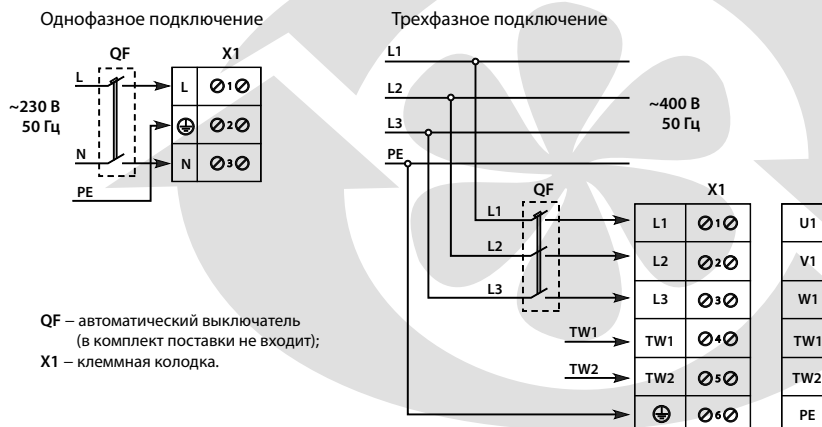 Однофазное подключение
QF
X1
L
L
1
~230 В
50 Гц
2
N
N
3
PE
QF – автоматический выключатель
(в комплект поставки не входит);
X1 – клеммная колодка.
Трехфазное подключение
L1
L2
~400 В
50 Гц
L3
PE
QF
X1
L1
L1
1
U1
L2
L2
2
V1
L3
L3
3
W1
TW1
TW1
4
TW1
TW2
TW2
5
TW2
6
PE